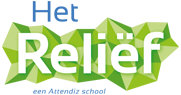 Het
Reliëf
een Attendiz school